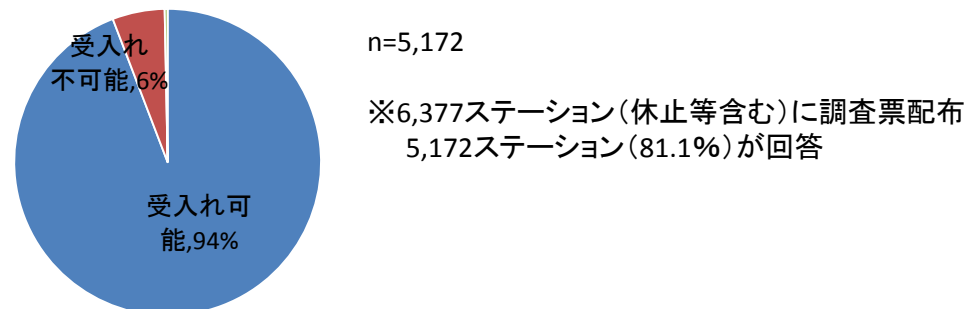 受入れ
不可能,6%
受入れ可
能,94%
n=5,172
※6,377ステーション（休止等含む）に調査票配布
5,172ステーション（81.1％）が回答